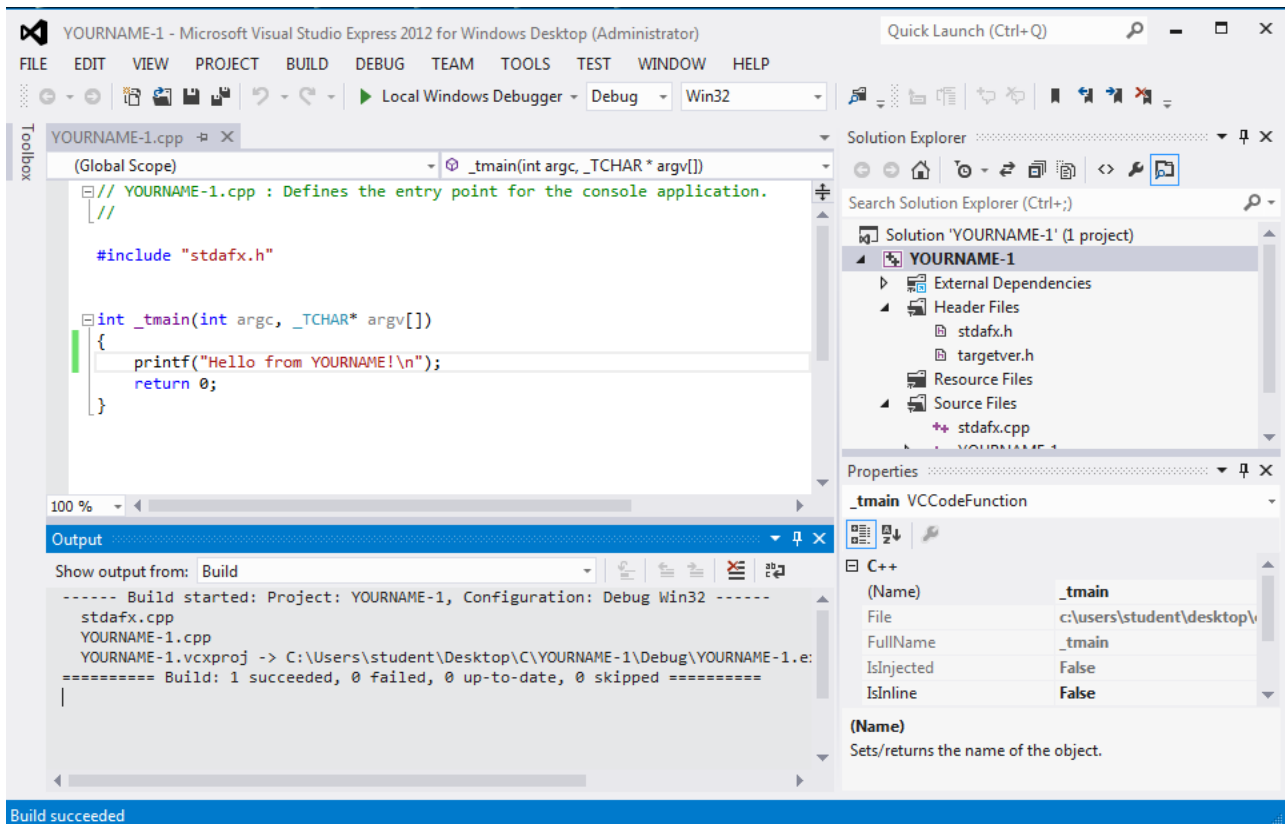 YOURNAME-1 - Microsoft Visual Studio Express 2012 for Windows Desktop (Administrator)
Quick Launch (Ctrl+Q)
FILE EDIT VIEW PROJECT BUILD DEBUG TEAM TOOLS TEST WINDOW HELP
Local Windows Debugger Debug Win32
Toolbox
YOURNAME-1.cpp
(Global Scope) _tmain(int argc, _TCHAR * argv[])
// YOURNAME-1.cpp : Defines the entry point for the console application.
//
#include "stdafx.h"
int _tmain(int argc, _TCHAR* argv[])
{
printf("Hello from YOURNAME!\n");
return 0;
}
100 %
Output
Show output from: Build
------ Build started: Project: YOURNAME-1, Configuration: Debug Win32 ------
stdafx.cpp
YOURNAME-1.cpp
YOURNAME-1.vcxproj -> C:\Users\student\Desktop\C\YOURNAME-1\Debug\YOURNAME-1.e
========== Build: 1 succeeded, 0 failed, 0 up-to-date, 0 skipped ==========
Solution Explorer
Search Solution Explorer (Ctrl+;)
Solution 'YOURNAME-1' (1 project)
YOURNAME-1
External Dependencies
Header Files
stdafx.h
targetver.h
Resource Files
Source Files
stdafx.cpp
Properties
_tmain VCCodeFunction
C++
(Name) _tmain
File c:\users\student\desktop\
FullName _tmain
IsInjected False
IsInline False
(Name)
Sets/returns the name of the object.
Build succeeded